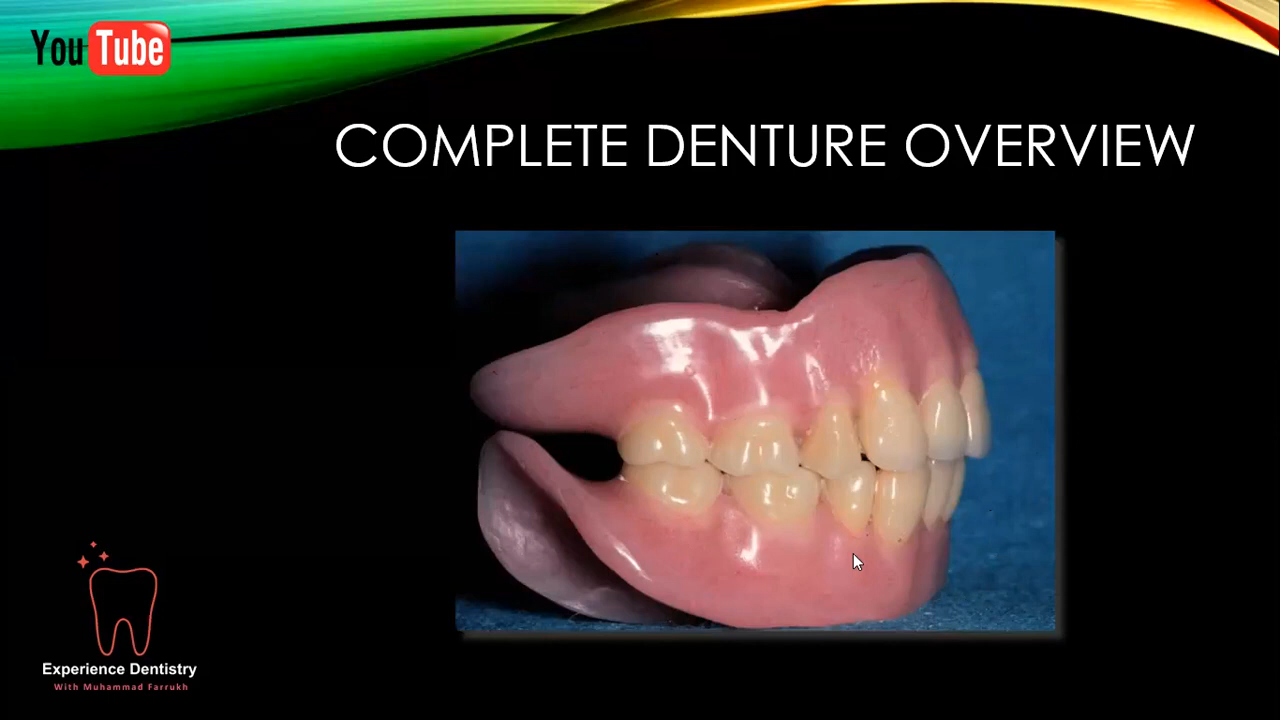 YouTube
COMPLETE DENTURE OVERVIEW
Experience Dentistry
With Muhammad Farrukh